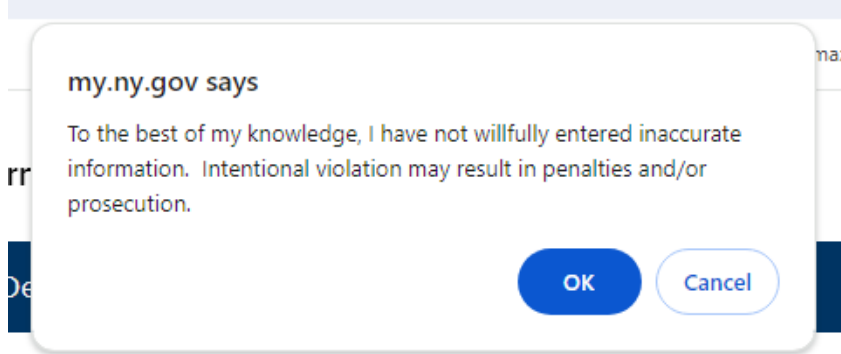 my.ny.gov says
To the best of my knowledge, I have not willfully entered inaccurate
information.  Intentional violation may result in penalties and/or
prosecution.
OK Cancel